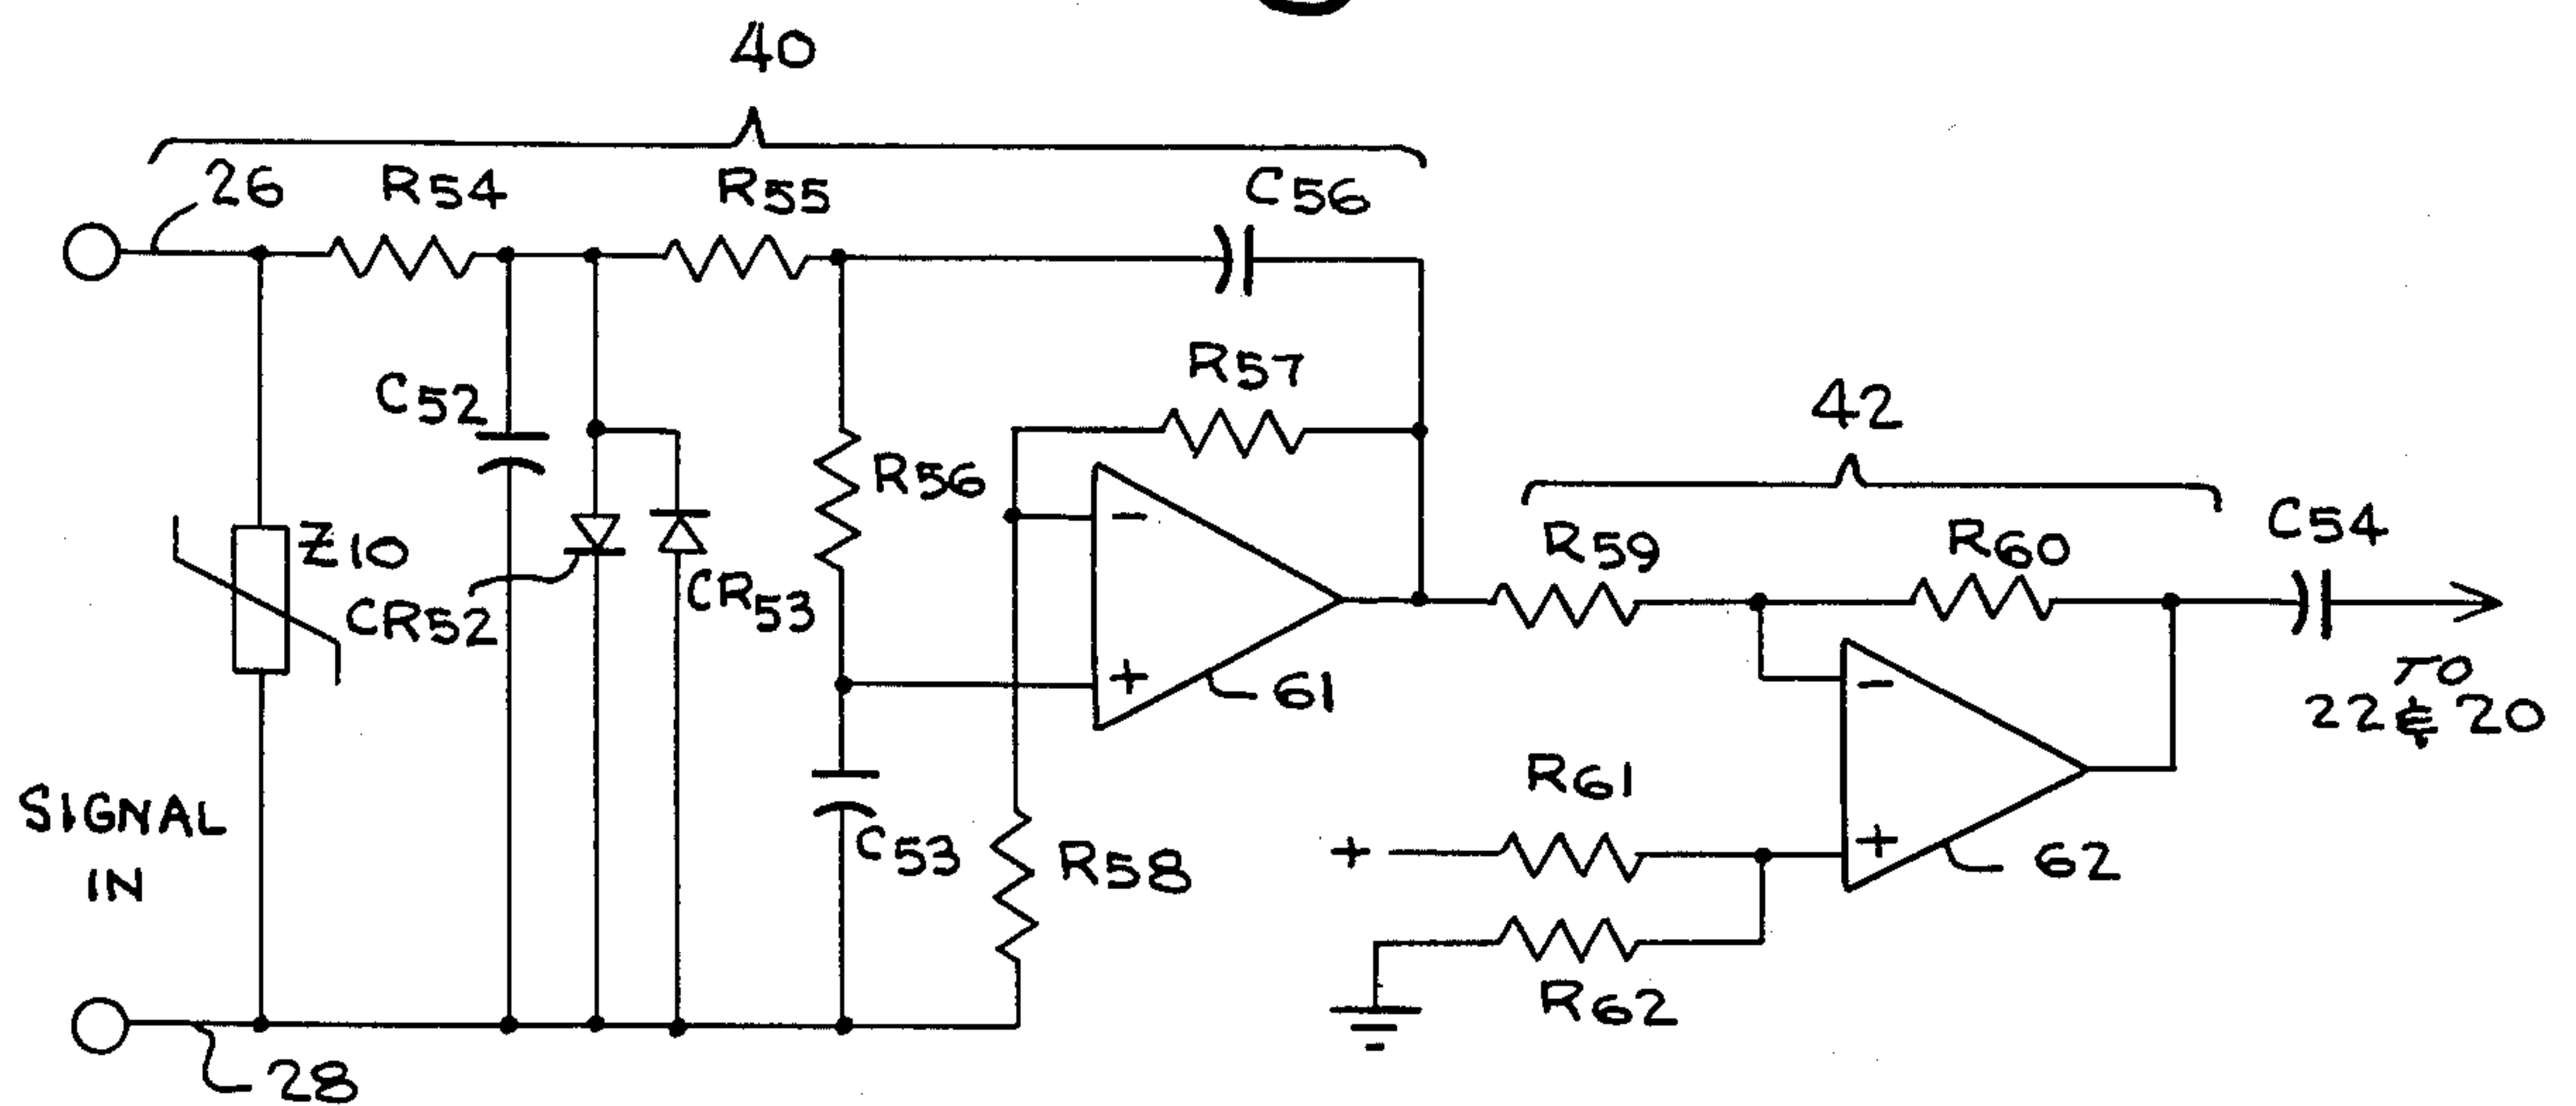 40
26
R54
R55
C56
R57
C52
R56
42
Z10
CR52
CR53
-
+
61
R59
R60
C54
TO
22 & 20
-
+
62
SIGNAL
IN
C53
R58
R61
+
R62
28